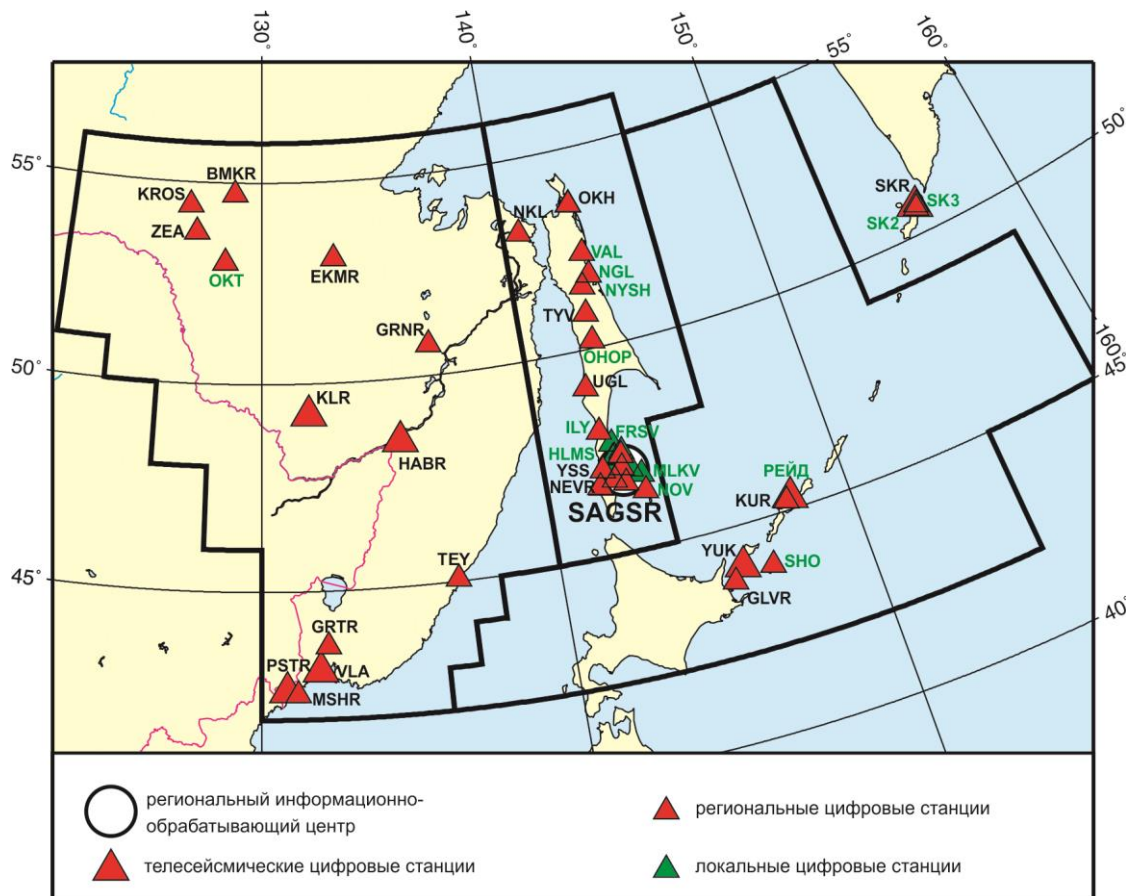 130°
140°
150°
55°
160°
50°
55°
BMKR
KROS
SKR
SK3
OKH
NKL
SK2
ZEA
VAL
OKT
EKMR
NGL
NYSH
TYV
160°
45°
GRNR
OHOP
50°
UGL
KLR
ILY
FRSV
HABR
HLMS
YSS
MLKV
РЕЙД
NEVR
NOV
KUR
SAGSR
YUK
TEY
SHO
45°
GLVR
40°
GRTR
PSTR
VLA
MSHR
региональный информационно-
обрабатывающий центр
региональные цифровые станции
телесейсмические цифровые станции
локальные цифровые станции